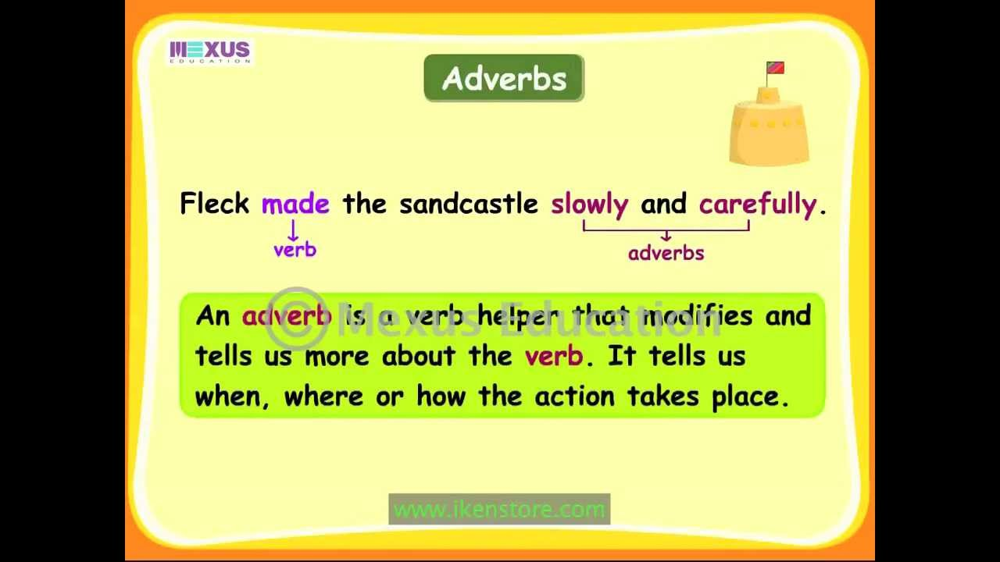 MEXUS
EDUCATION
Adverbs
Fleck made the sandcastle slowly and carefully.
verb
adverbs
An adverb is a verb helper that modifies and
tells us more about the verb. It tells us
when, where or how the action takes place.
© Mexus Education
www.ikenstore.com